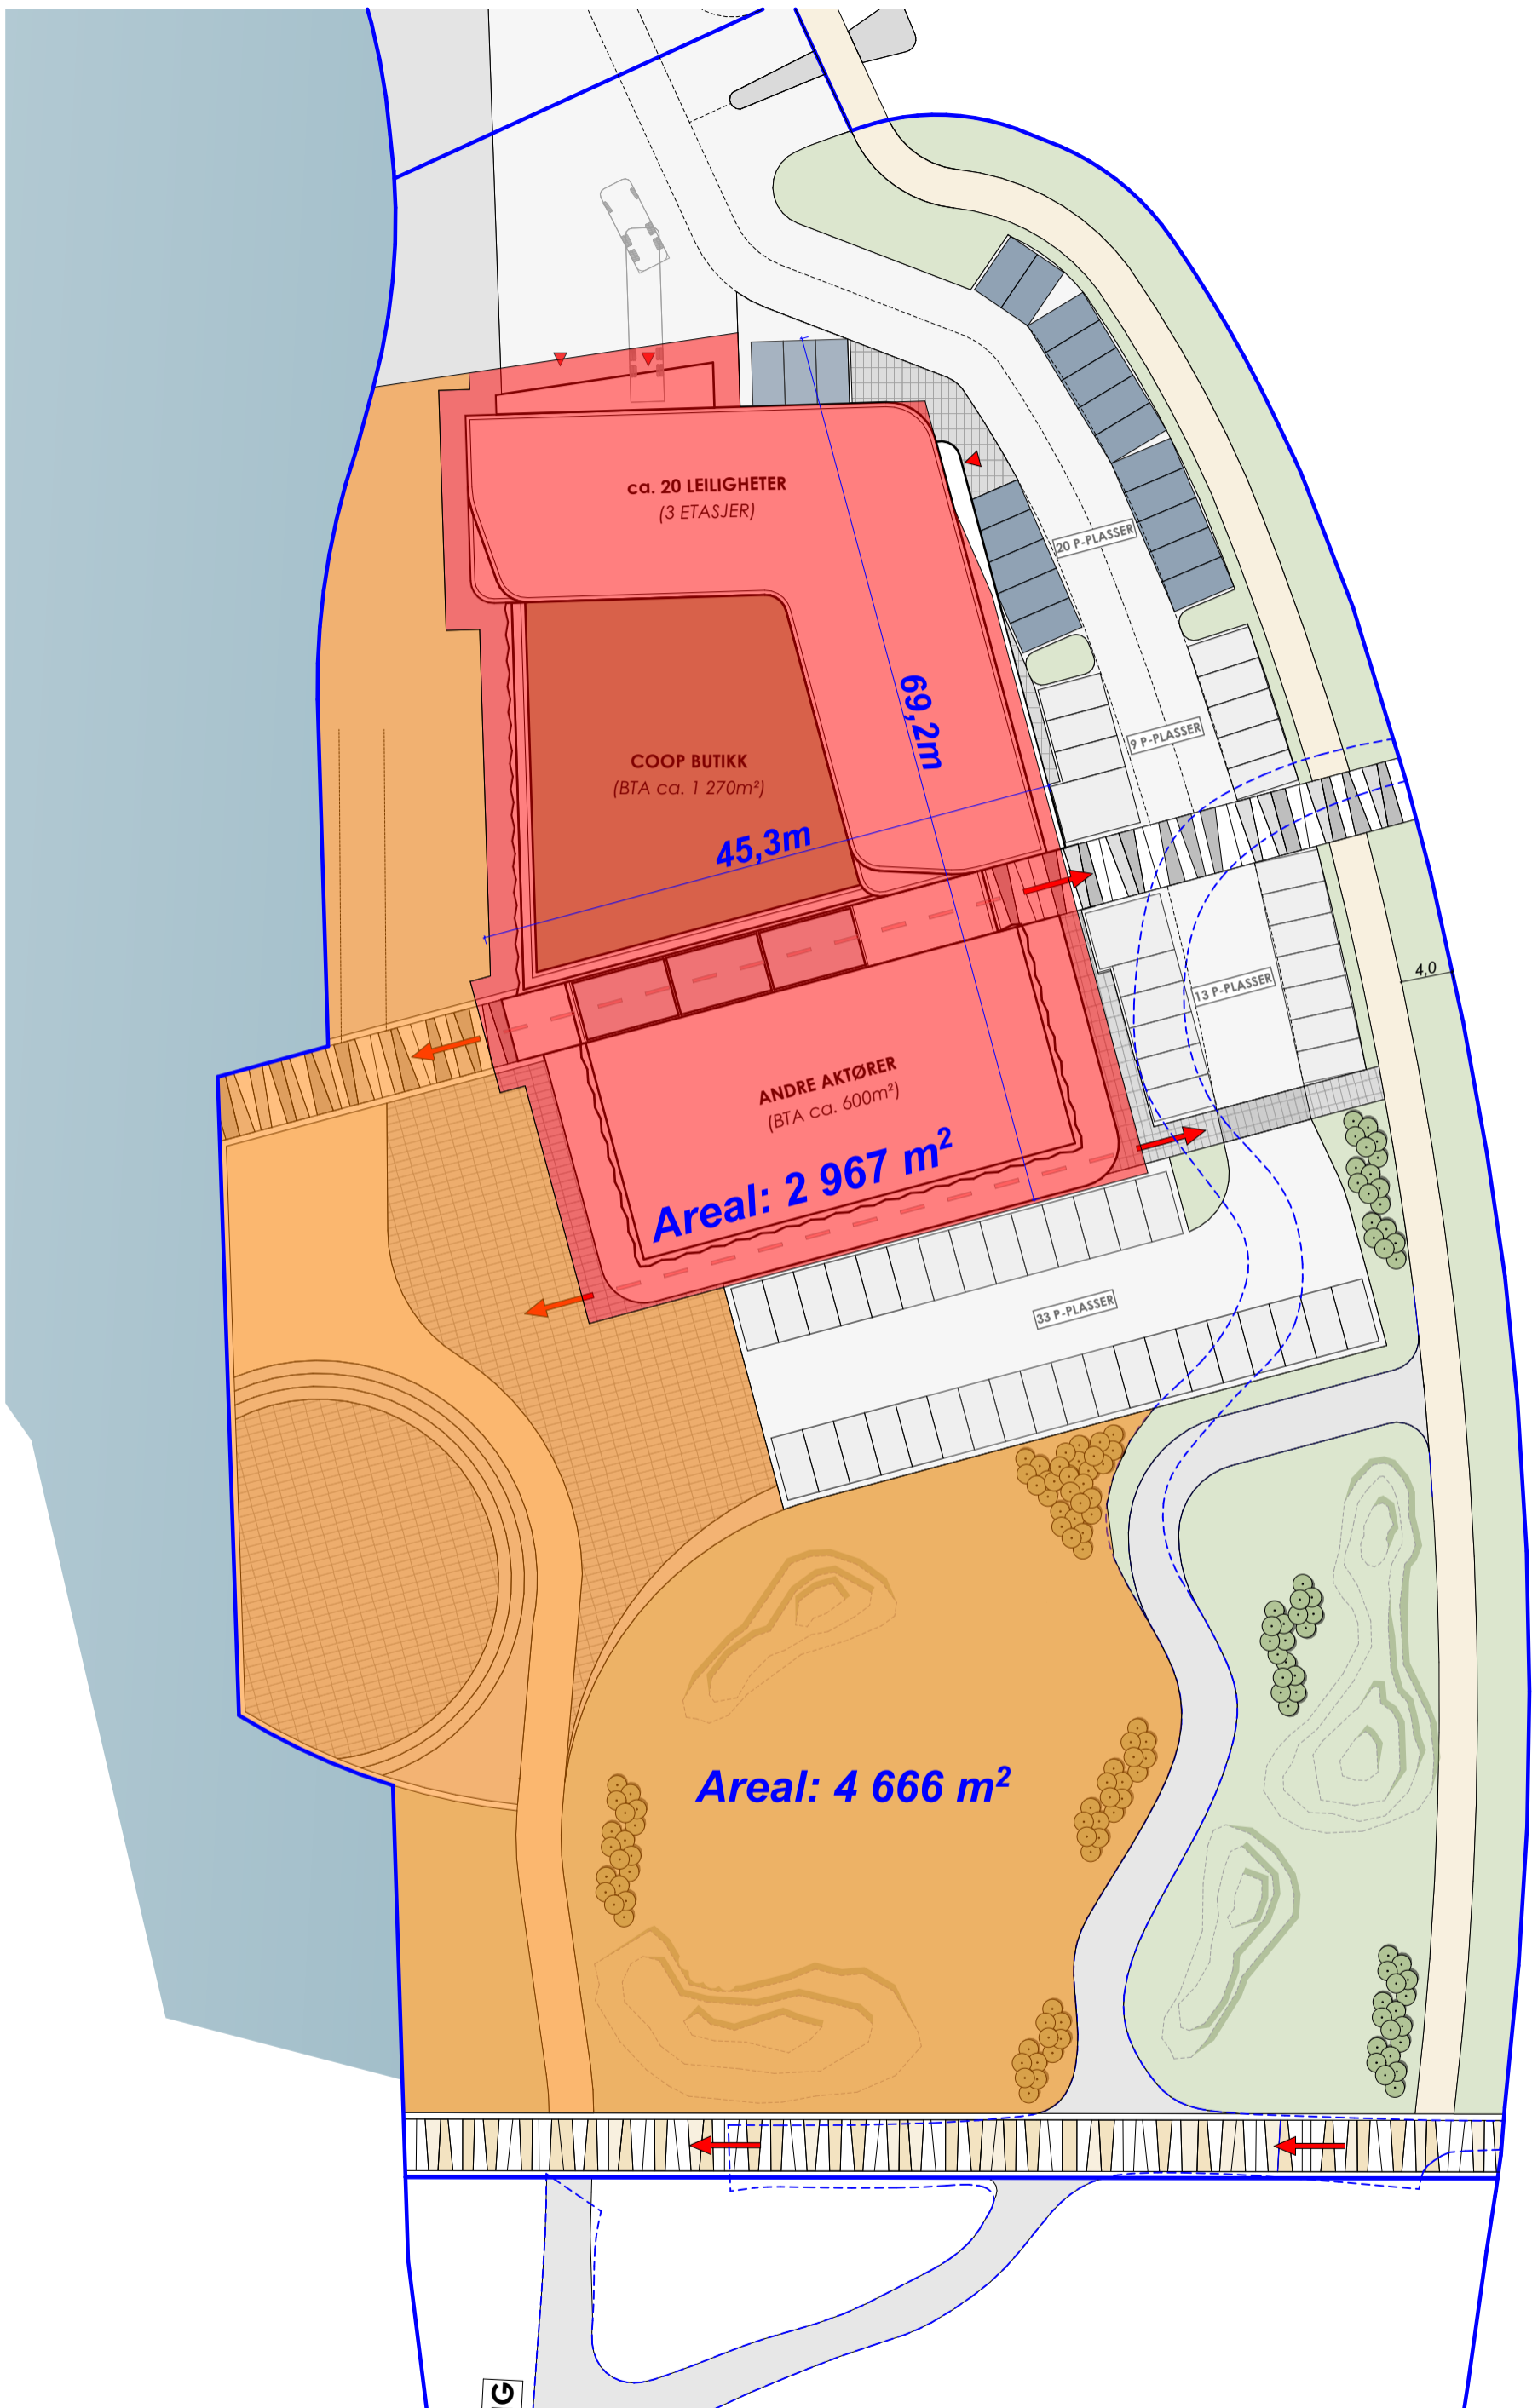 ca. 20 LEILIGHETER
(3 ETASJER)
20 P-PLASSER
69,2m
9 P-PLASSER
COOP BUTIKK
(BTA ca. 1 270m²)
45,3m
4,0
13 P-PLASSER
ANDRE AKTØRER
(BTA ca. 600m²)
Areal: 2 967 m²
33 P-PLASSER
Areal: 4 666 m²